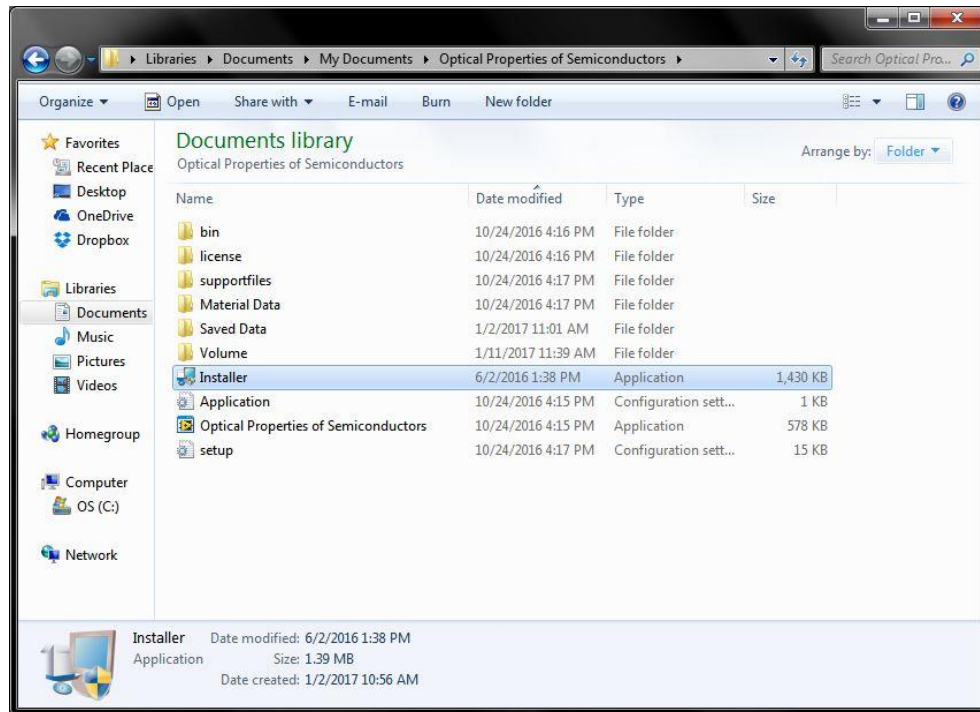 Libraries ▸ Documents ▸ My Documents ▸ Optical Properties of Semiconductors ▸ Search Optical Pro...
Organize Open Share with E-mail Burn New folder
Favorites
Recent Place
Desktop
OneDrive
Dropbox
Libraries
Documents
Music
Pictures
Videos
Homegroup
Computer
OS (C:)
Network
Documents library
Optical Properties of Semiconductors
Arrange by: Folder
Name Date modified Type Size
bin 10/24/2016 4:16 PM File folder
license 10/24/2016 4:16 PM File folder
supportfiles 10/24/2016 4:17 PM File folder
Material Data 10/24/2016 4:17 PM File folder
Saved Data 1/2/2017 11:01 AM File folder
Volume 1/11/2017 11:39 AM File folder
Installer 6/2/2016 1:38 PM Application 1,430 KB
Application 10/24/2016 4:15 PM Configuration sett... 1 KB
Optical Properties of Semiconductors 10/24/2016 4:15 PM Application 578 KB
setup 10/24/2016 4:17 PM Configuration sett... 15 KB
Installer Date modified: 6/2/2016 1:38 PM
Application Size: 1.39 MB
Date created: 1/2/2017 10:56 AM